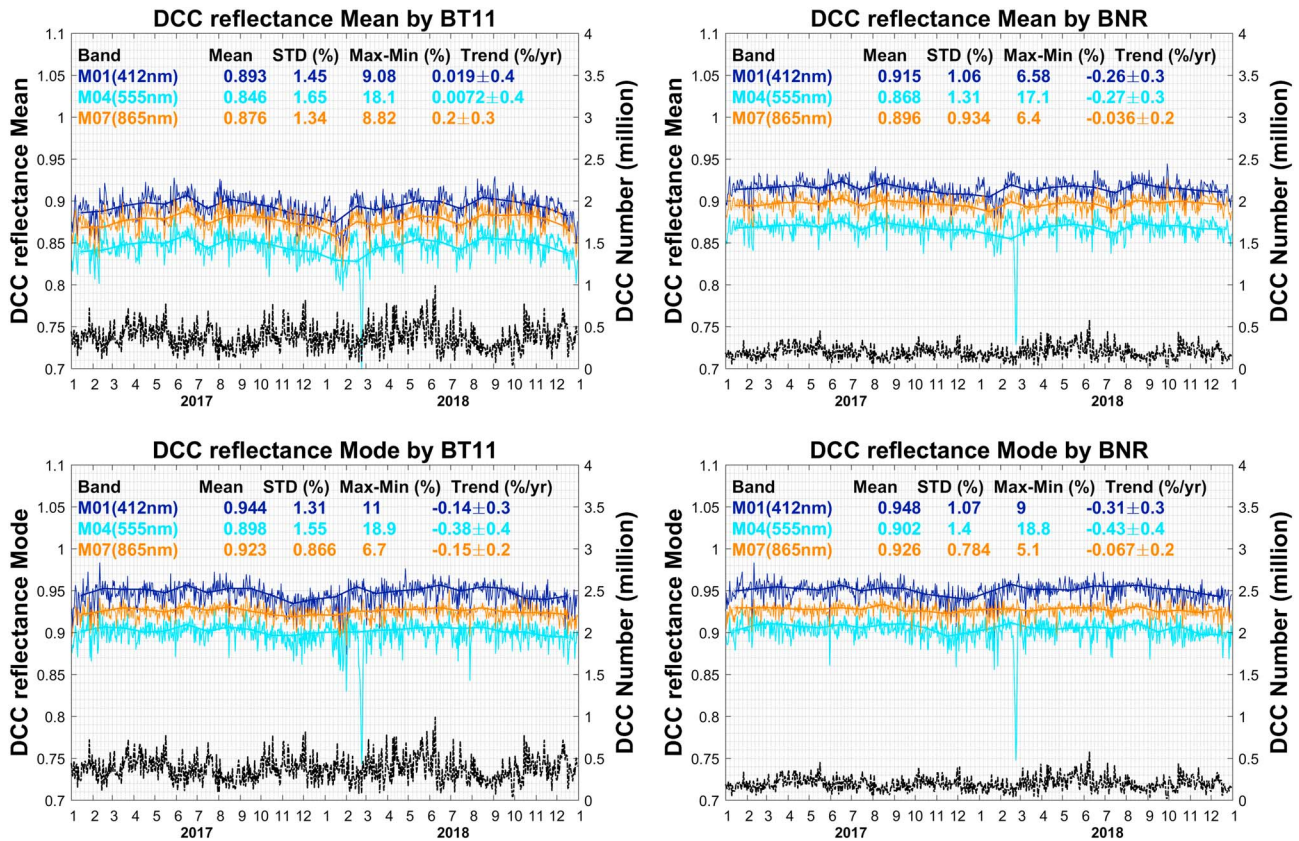 DCC reflectance Mean by BT11
Band Mean STD (%) Max-Min (%) Trend (%/yr)
M01(412nm) 0.893 1.45 9.08 0.019±0.4
M04(555nm) 0.846 1.65 18.1 0.0072±0.4
M07(865nm) 0.876 1.34 8.82 0.2±0.3
DCC reflectance Mean
1.1
1.05
1
0.95
0.9
0.85
0.8
0.75
0.7
DCC Number (million)
4
3.5
3
2.5
2
1.5
1
0.5
0
1 2 3 4 5 6 7 8 9 10 11 12 1 2 3 4 5 6 7 8 9 10 11 12 1
2017 2018
DCC reflectance Mean by BNR
Band Mean STD (%) Max-Min (%) Trend (%/yr)
M01(412nm) 0.915 1.06 6.58 -0.26±0.3
M04(555nm) 0.868 1.31 17.1 -0.27±0.3
M07(865nm) 0.896 0.934 6.4 -0.036±0.2
DCC reflectance Mean
1.1
1.05
1
0.95
0.9
0.85
0.8
0.75
0.7
DCC Number (million)
4
3.5
3
2.5
2
1.5
1
0.5
0
1 2 3 4 5 6 7 8 9 10 11 12 1 2 3 4 5 6 7 8 9 10 11 12 1
2017 2018
DCC reflectance Mode by BT11
Band Mean STD (%) Max-Min (%) Trend (%/yr)
M01(412nm) 0.944 1.31 11 -0.14±0.3
M04(555nm) 0.898 1.55 18.9 -0.38±0.4
M07(865nm) 0.923 0.866 6.7 -0.15±0.2
DCC reflectance Mode
1.1
1.05
1
0.95
0.9
0.85
0.8
0.75
0.7
DCC Number (million)
4
3.5
3
2.5
2
1.5
1
0.5
0
1 2 3 4 5 6 7 8 9 10 11 12 1 2 3 4 5 6 7 8 9 10 11 12 1
2017 2018
DCC reflectance Mode by BNR
Band Mean STD (%) Max-Min (%) Trend (%/yr)
M01(412nm) 0.948 1.07 9 -0.31±0.3
M04(555nm) 0.902 1.4 18.8 -0.43±0.4
M07(865nm) 0.926 0.784 5.1 -0.067±0.2
DCC reflectance Mode
1.1
1.05
1
0.95
0.9
0.85
0.8
0.75
0.7
DCC Number (million)
4
3.5
3
2.5
2
1.5
1
0.5
0
1 2 3 4 5 6 7 8 9 10 11 12 1 2 3 4 5 6 7 8 9 10 11 12 1
2017 2018